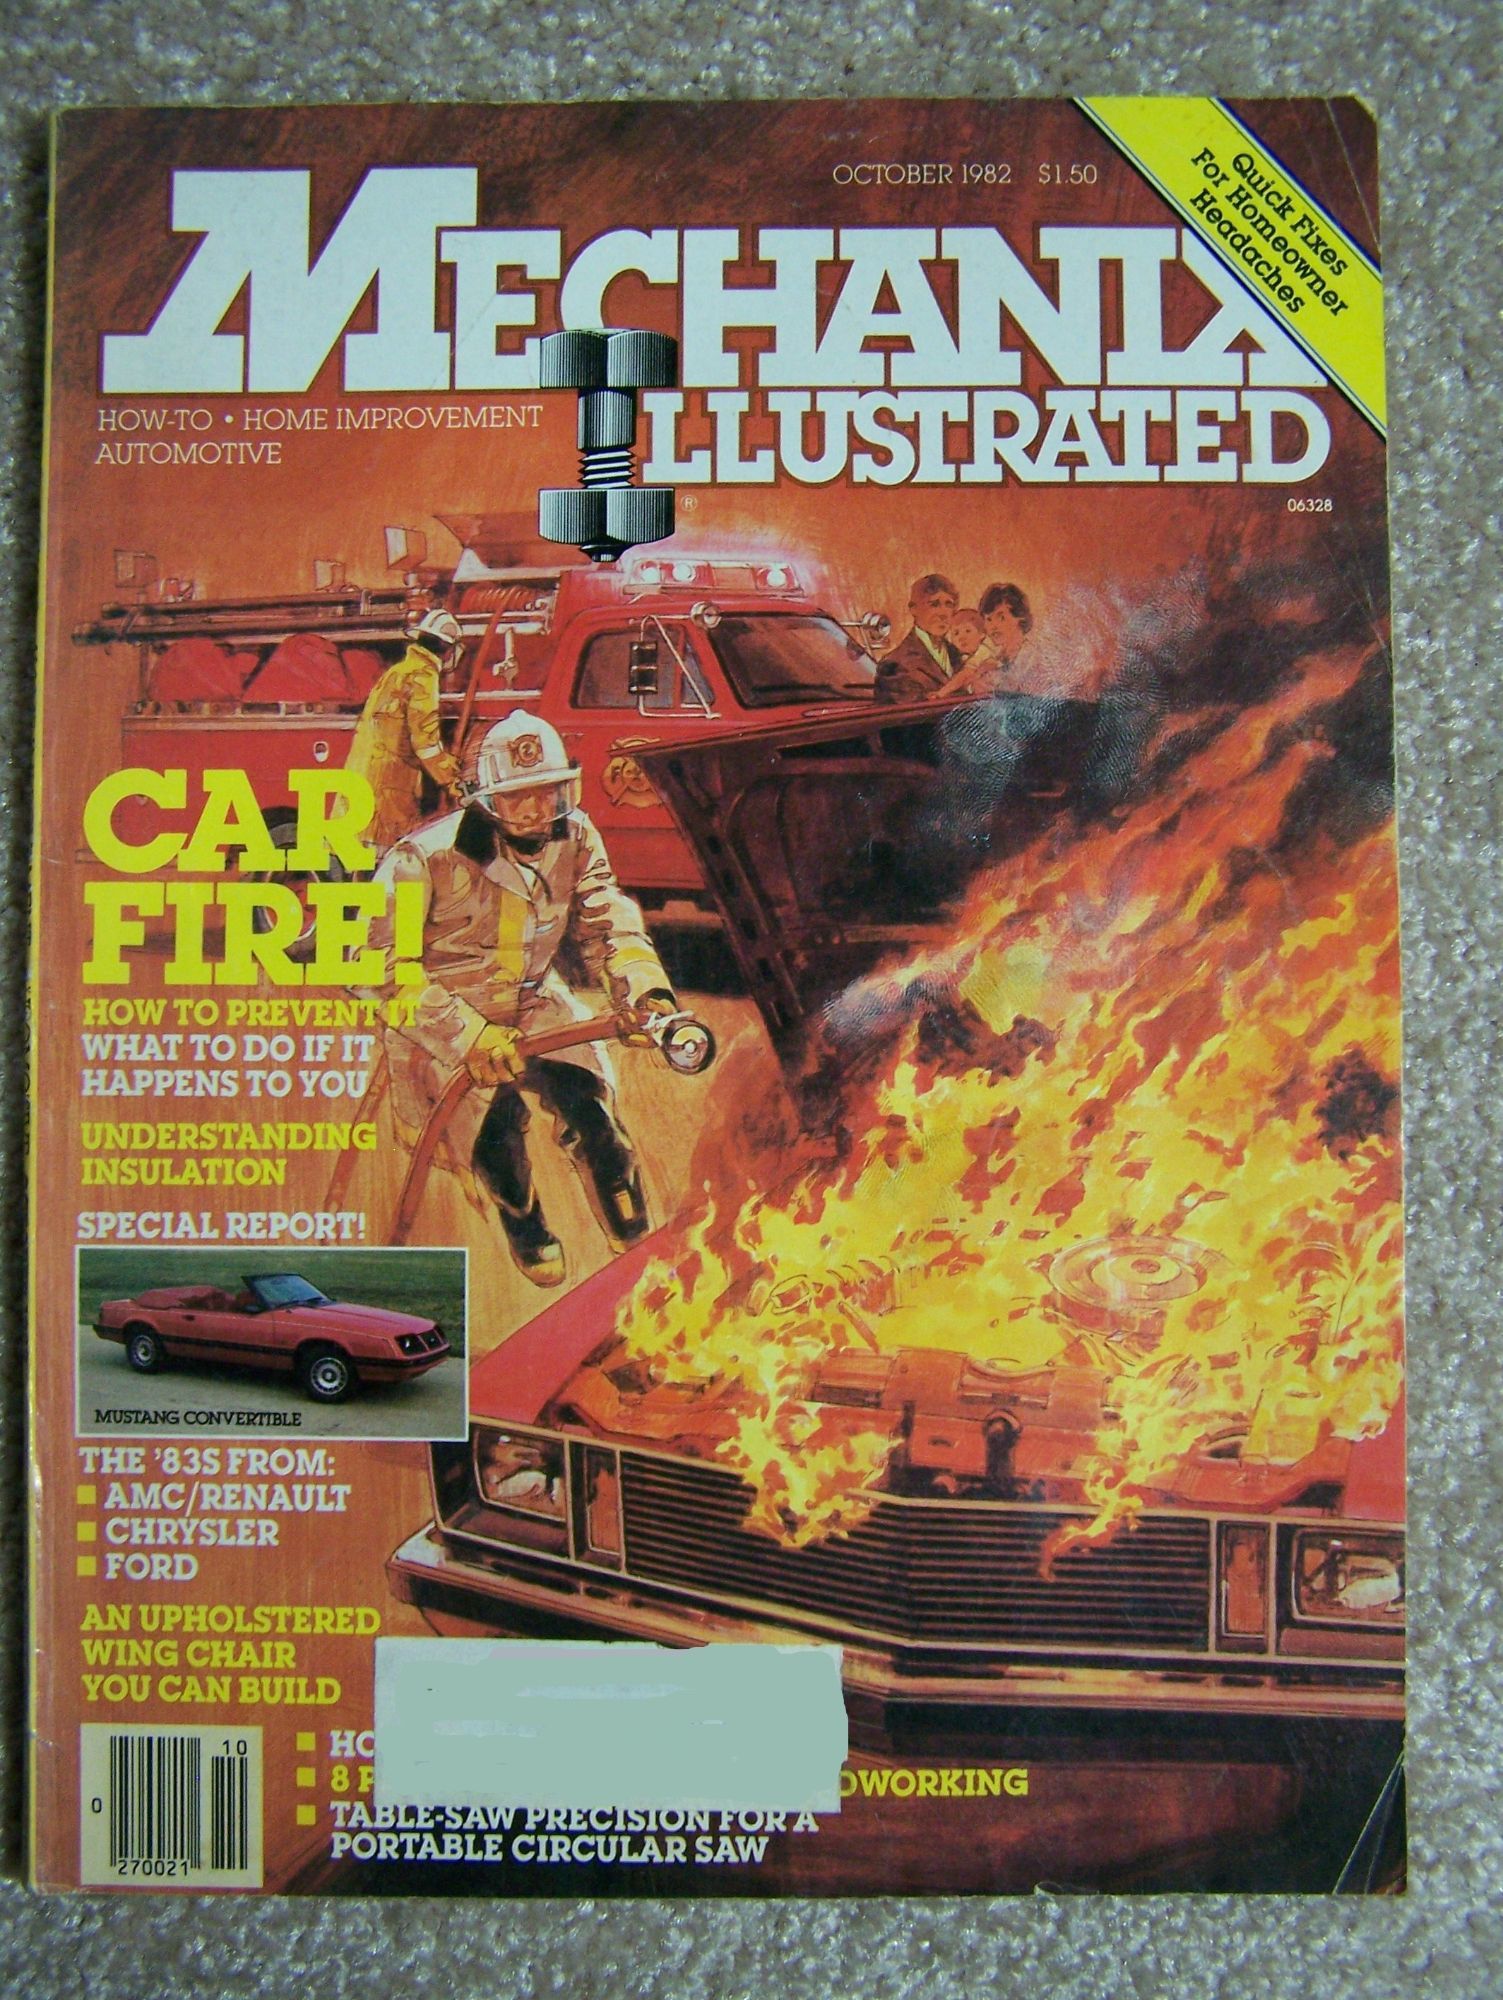 OCTOBER 1982 $1.50
Quick Fixes
For Homeowner
Headaches
MECHANIX
ILLUSTRATED
HOW-TO • HOME IMPROVEMENT
AUTOMOTIVE
®
06328
2
CAR
FIRE!
HOW TO PREVENT IT
WHAT TO DO IF IT
HAPPENS TO YOU
UNDERSTANDING
INSULATION
SPECIAL REPORT!
MUSTANG CONVERTIBLE
THE '83S FROM:
AMC/RENAULT
CHRYSLER
FORD
AN UPHOLSTERED
WING CHAIR
YOU CAN BUILD
8
TABLE-SAW PRECISION FOR A
PORTABLE CIRCULAR SAW
10
0
270021